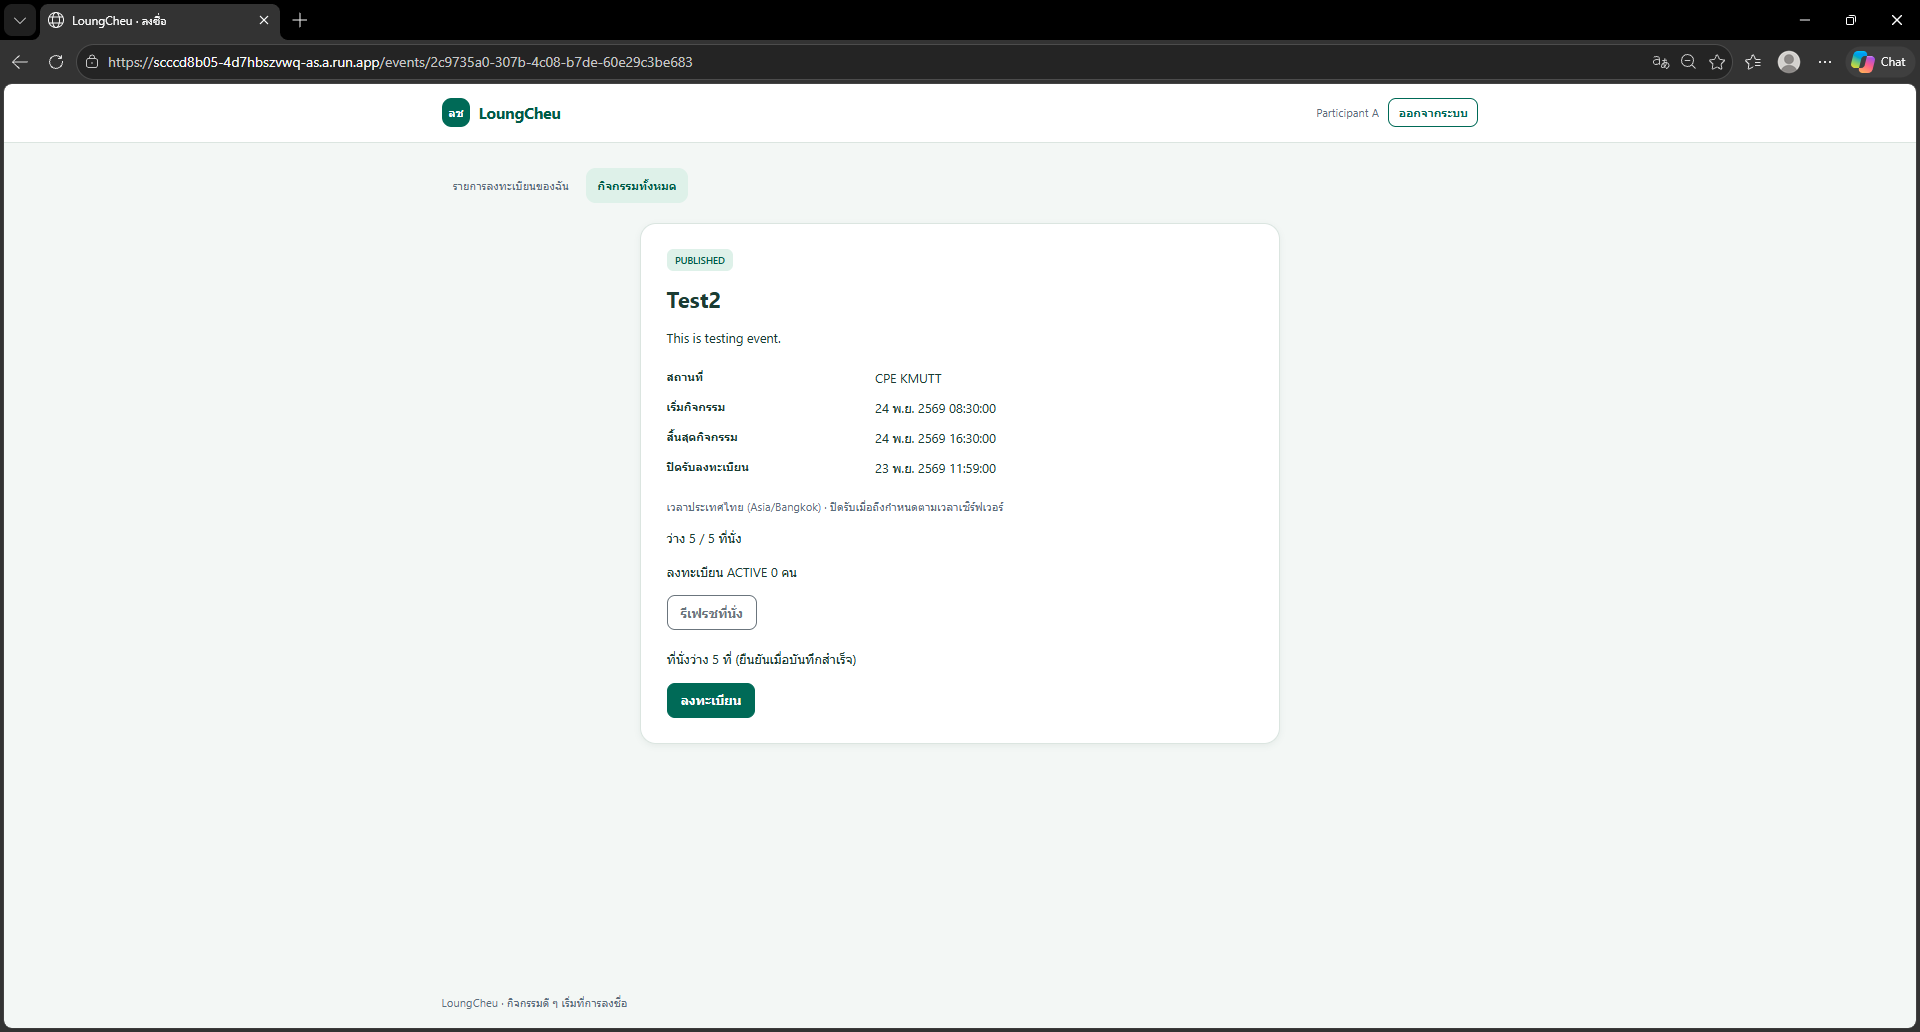 LoungCheu · ลงชื่อ
https://scccd8b05-4d7hbszvwq-as.a.run.app/events/2c9735a0-307b-4c08-b7de-60e29c3be683
Chat
ลช LoungCheu
Participant A ออกจากระบบ
รายการลงทะเบียนของฉัน กิจกรรมทั้งหมด
PUBLISHED
Test2
This is testing event.
สถานที่ CPE KMUTT
เริ่มกิจกรรม 24 พ.ย. 2569 08:30:00
สิ้นสุดกิจกรรม 24 พ.ย. 2569 16:30:00
ปิดรับลงทะเบียน 23 พ.ย. 2569 11:59:00
เวลาประเทศไทย (Asia/Bangkok) · ปิดรับเมื่อถึงกำหนดตามเวลาเซิร์ฟเวอร์
ว่าง 5 / 5 ที่นั่ง
ลงทะเบียน ACTIVE 0 คน
รีเฟรชที่นั่ง
ที่นั่งว่าง 5 ที่ (ยืนยันเมื่อบันทึกสำเร็จ)
ลงทะเบียน
LoungCheu · กิจกรรมดี ๆ เริ่มที่การลงชื่อ